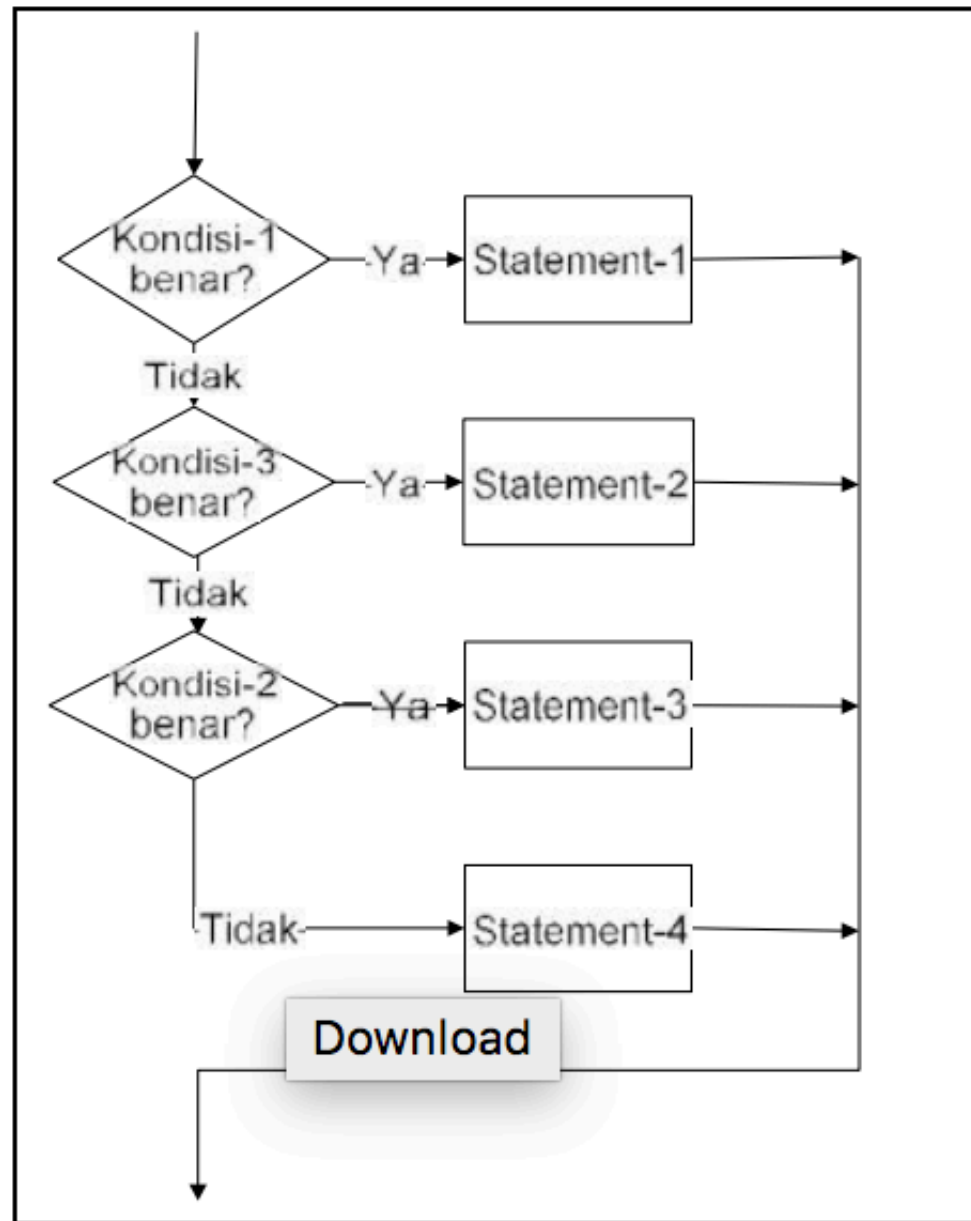 Kondisi-1
benar?
Ya
Statement-1
Tidak
Kondisi-3
benar?
Ya
Statement-2
Tidak
Kondisi-2
benar?
Ya
Statement-3
Tidak
Statement-4
Download